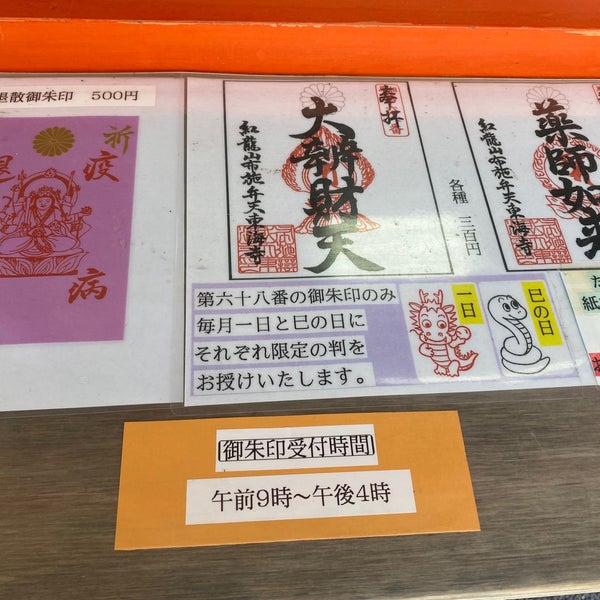 退散御朱印 500円
祈
疫
病
奉拝
大辨財天
紅龍山布施弁天東海寺
各種 三百円
薬師如来
紅龍山布施弁天東海寺
第六十八番の御朱印のみ
毎月一日と巳の日に
それぞれ限定の判を
お授けいたします。
一日
巳の日
紙
御朱印受付時間
午前9時〜午後4時